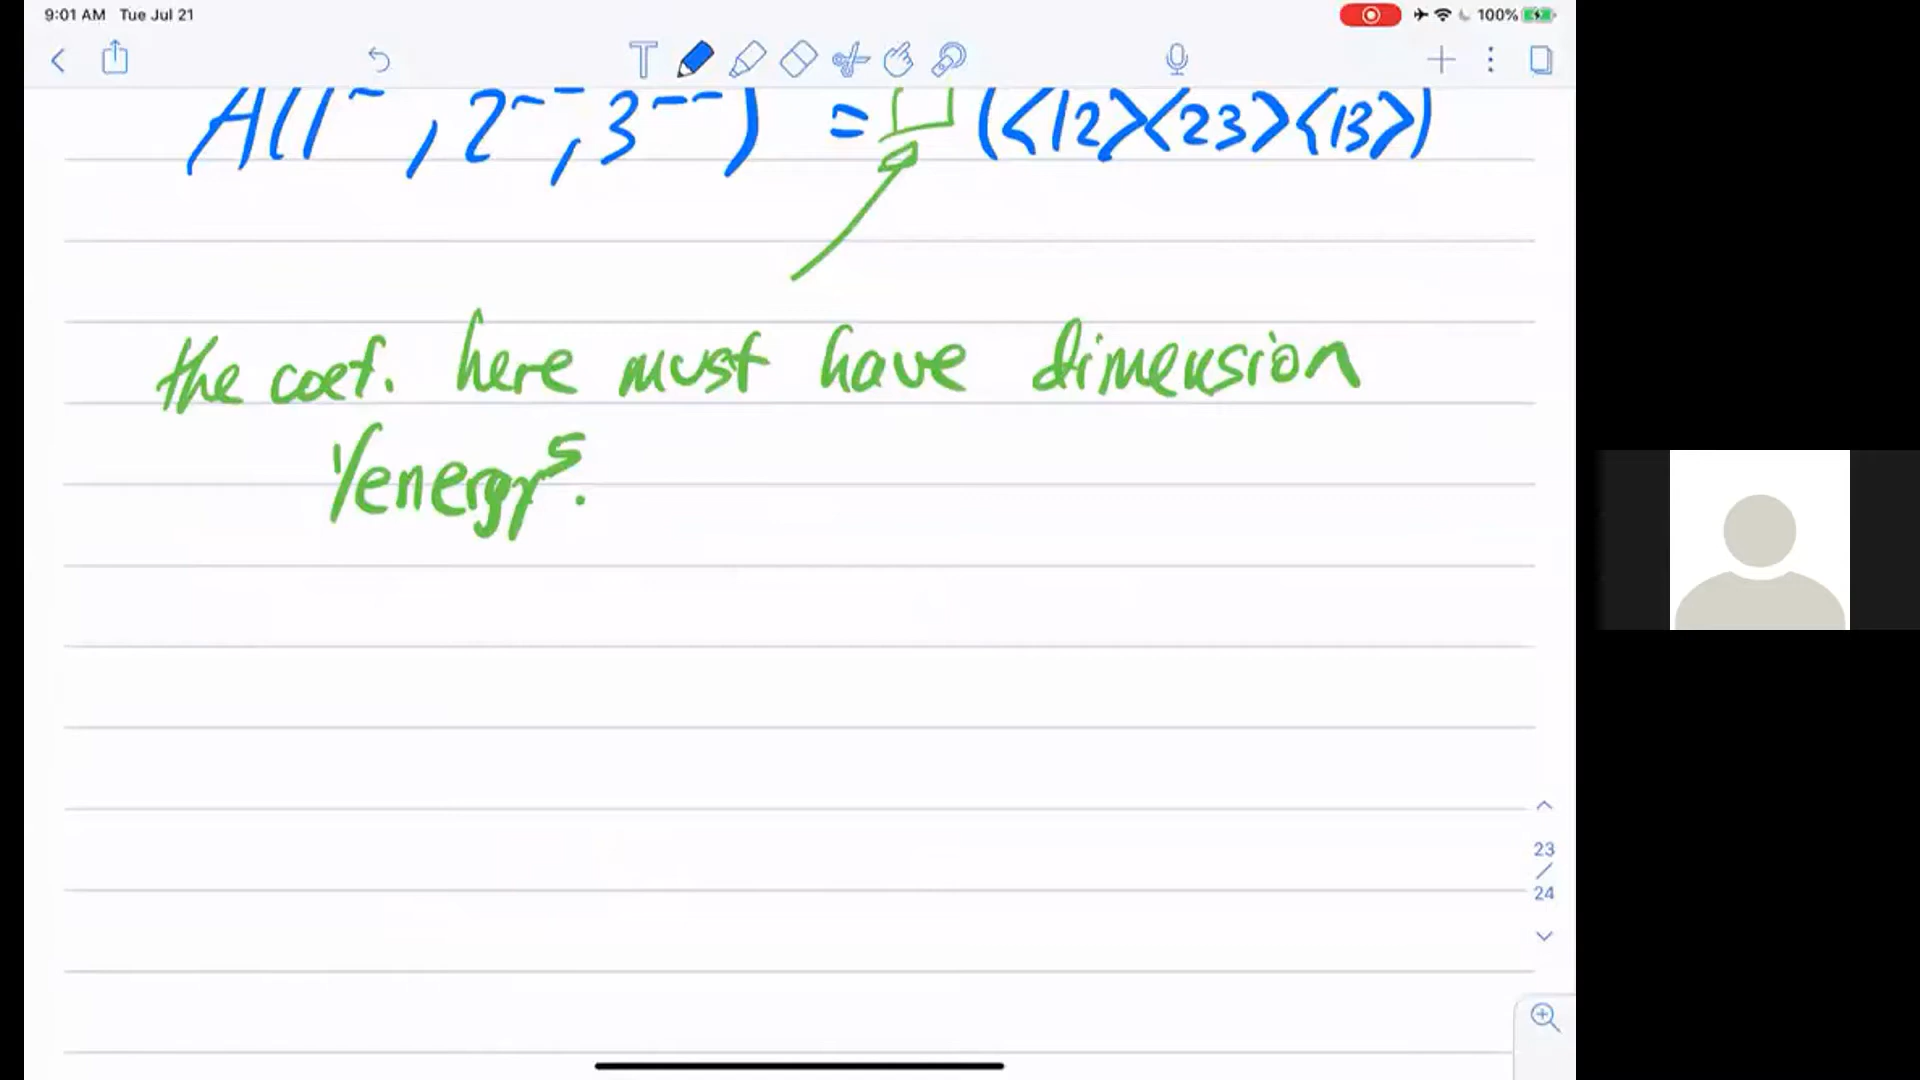 9:01 AM Tue Jul 21 100%
T
A(1⁻⁻, 2⁻⁻, 3⁻⁻) = □ (⟨12⟩⟨23⟩⟨13⟩)
the coef. here must have dimension
1/energy⁵.
23
/
24